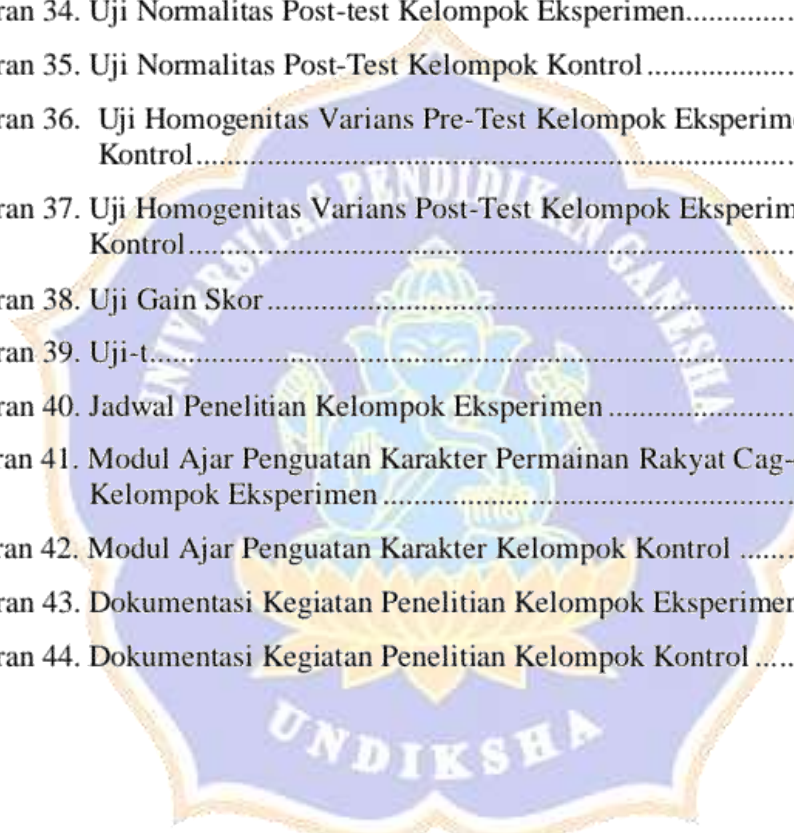 ran 34. Uji Normalitas Post-test Kelompok Eksperimen..............
ran 35. Uji Normalitas Post-Test Kelompok Kontrol...................
ran 36. Uji Homogenitas Varians Pre-Test Kelompok Eksperim
Kontrol...............................................................................
ran 37. Uji Homogenitas Varians Post-Test Kelompok Eksperim
Kontrol................................................................................
ran 38. Uji Gain Skor......................................................................
ran 39. Uji-t.....................................................................................
ran 40. Jadwal Penelitian Kelompok Eksperimen........................
ran 41. Modul Ajar Penguatan Karakter Permainan Rakyat Cag-
Kelompok Eksperimen......................................................
ran 42. Modul Ajar Penguatan Karakter Kelompok Kontrol .......
ran 43. Dokumentasi Kegiatan Penelitian Kelompok Eksperimen
ran 44. Dokumentasi Kegiatan Penelitian Kelompok Kontrol.....
UNIVERSITAS PENDIDIKAN GANESHA
UNDIKSHA